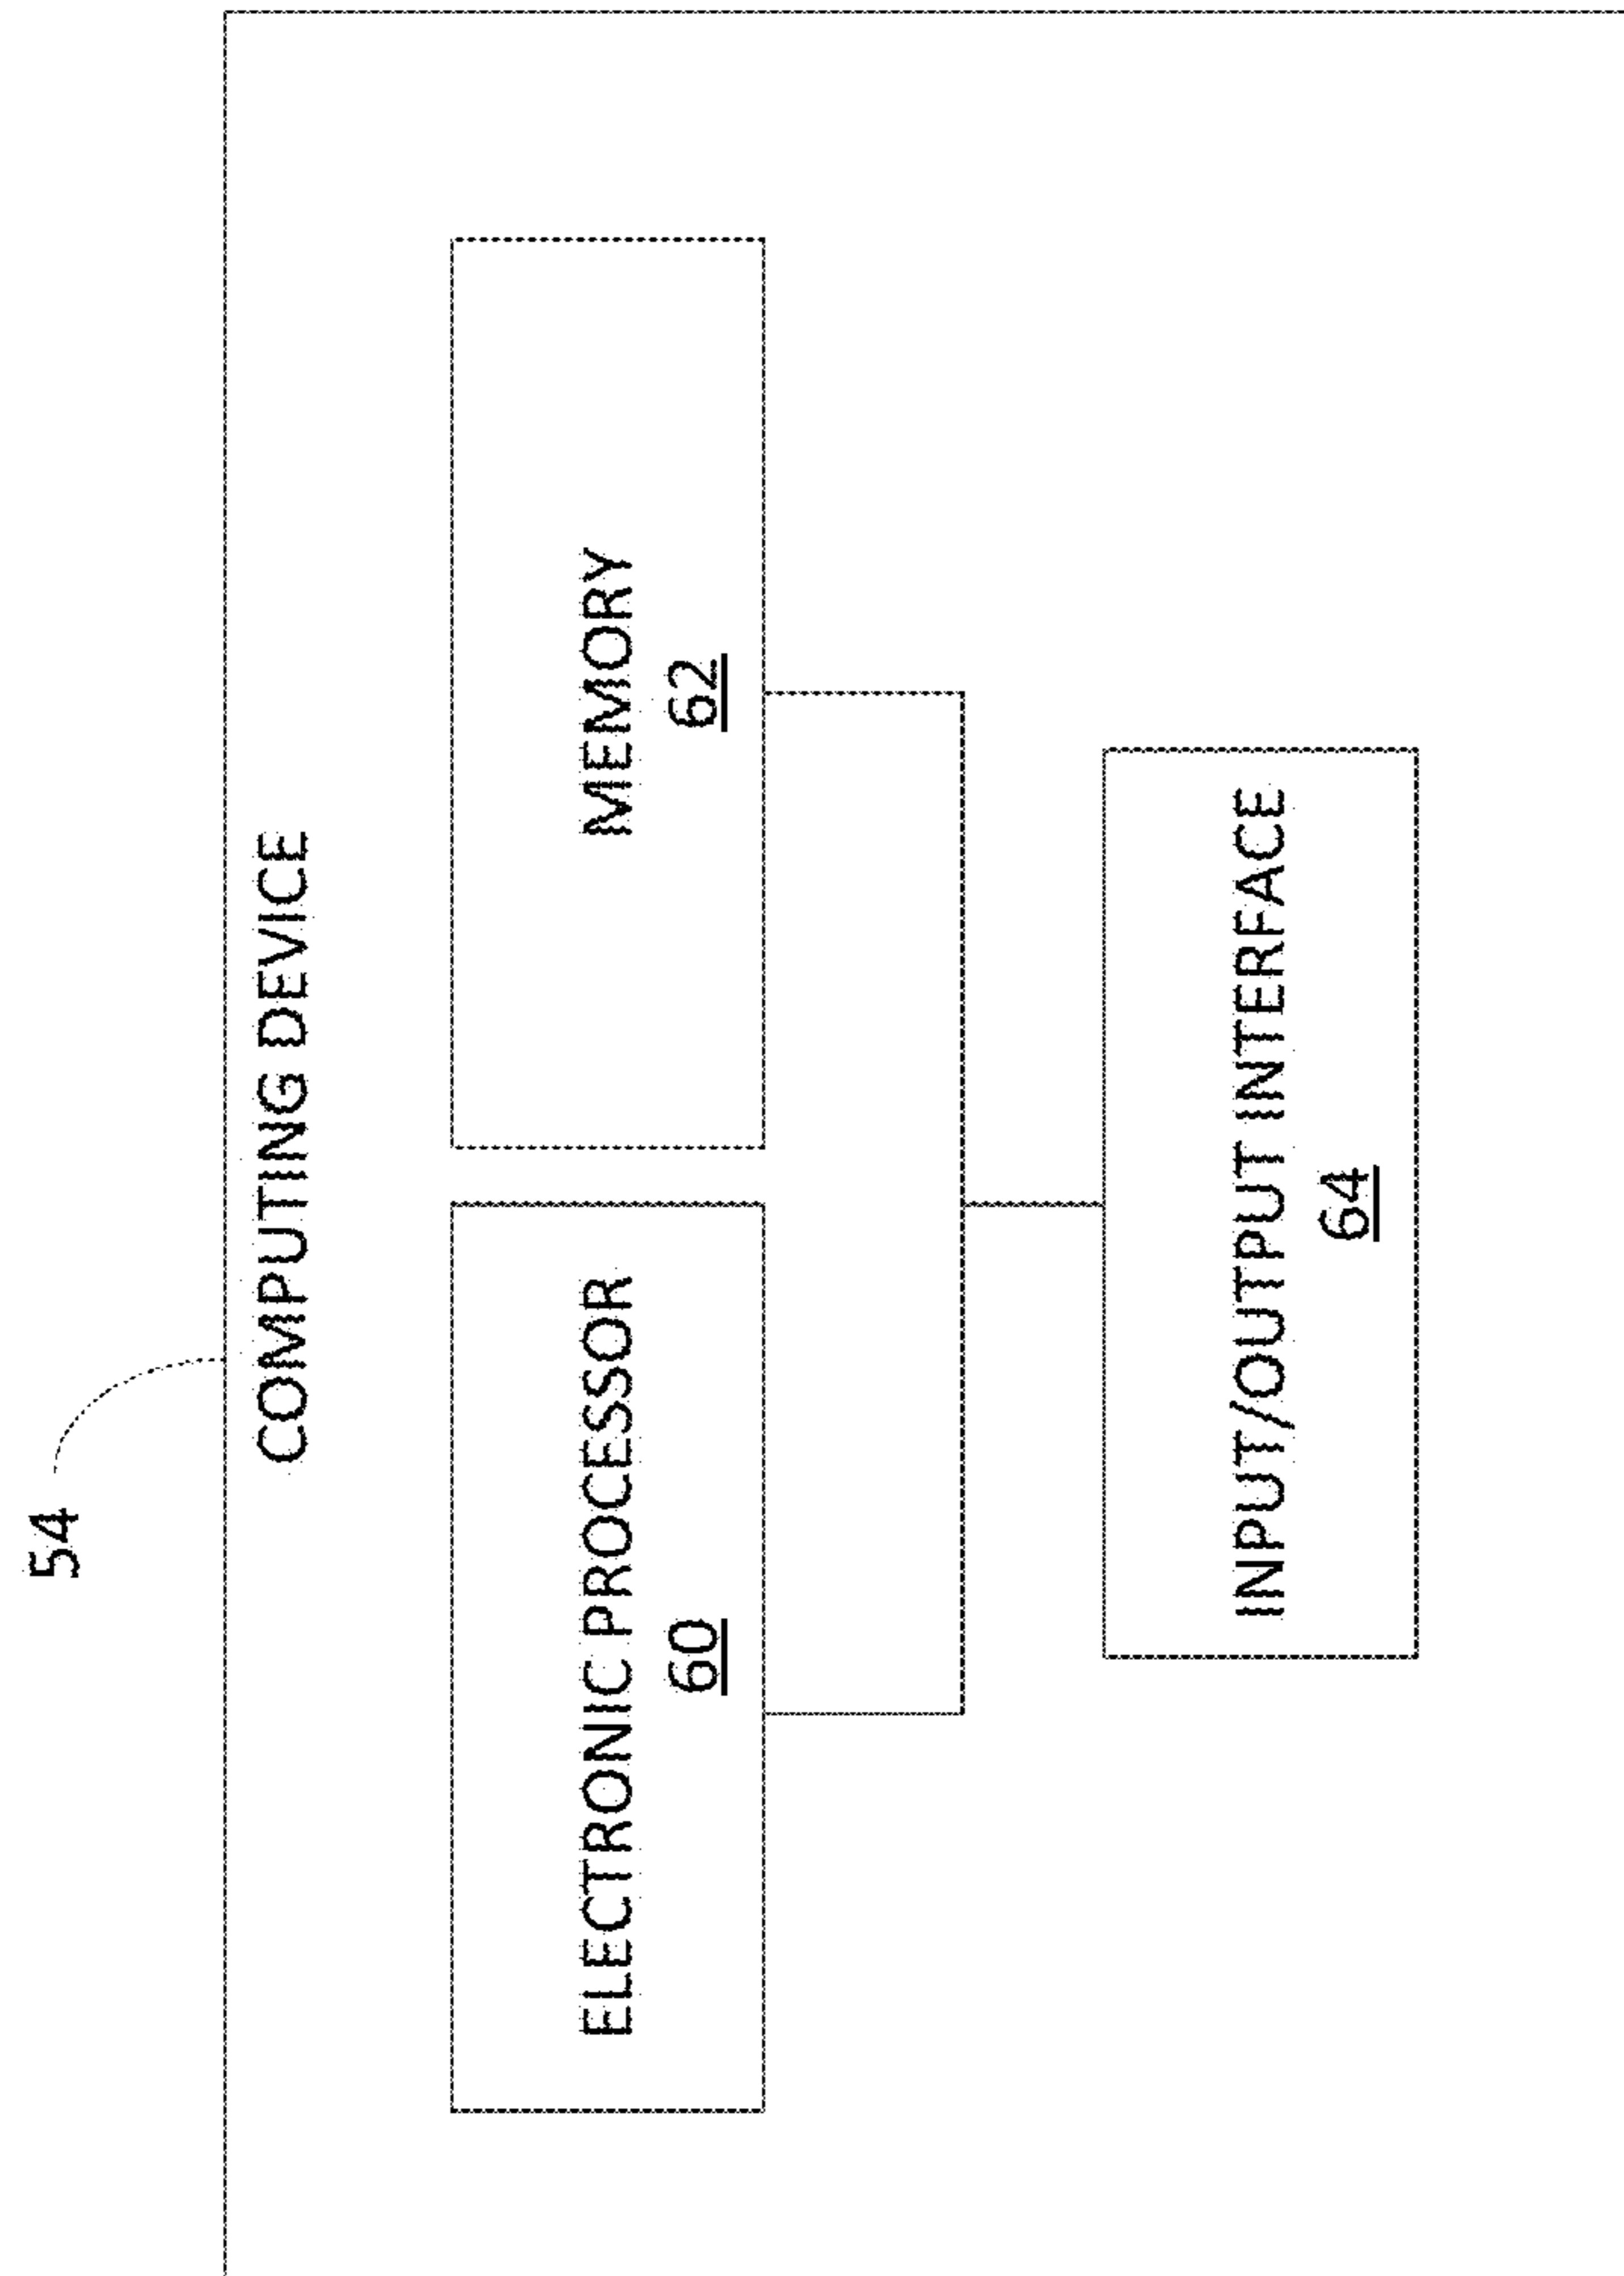 54
COMPUTING DEVICE
ELECTRONIC PROCESSOR
60
MEMORY
62
INPUT/OUTPUT INTERFACE
64